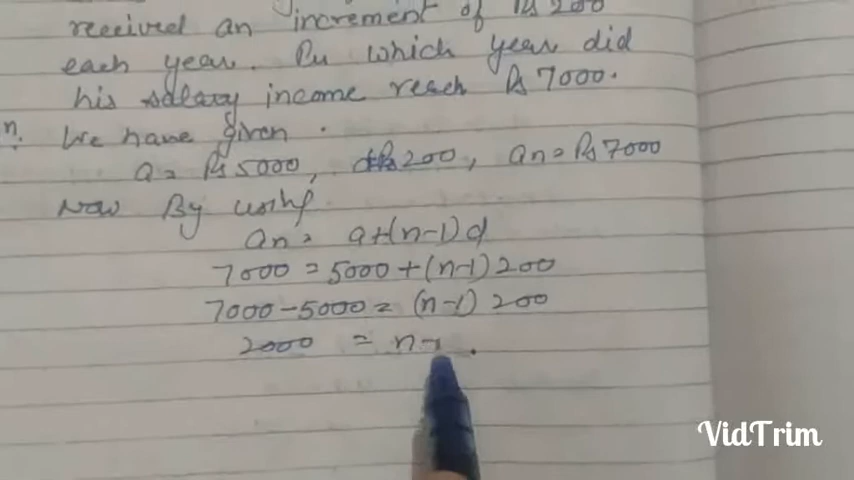 received an increment of Rs 200
each year. In which year did
his salary income reach Rs 7000.
n. We have given.
a = Rs 5000, d = Rs 200, an = Rs 7000
Now By using
an = a+(n-1)d
7000 = 5000 + (n-1) 200
7000 - 5000 = (n-1) 200
2000 = n-1
VidTrim